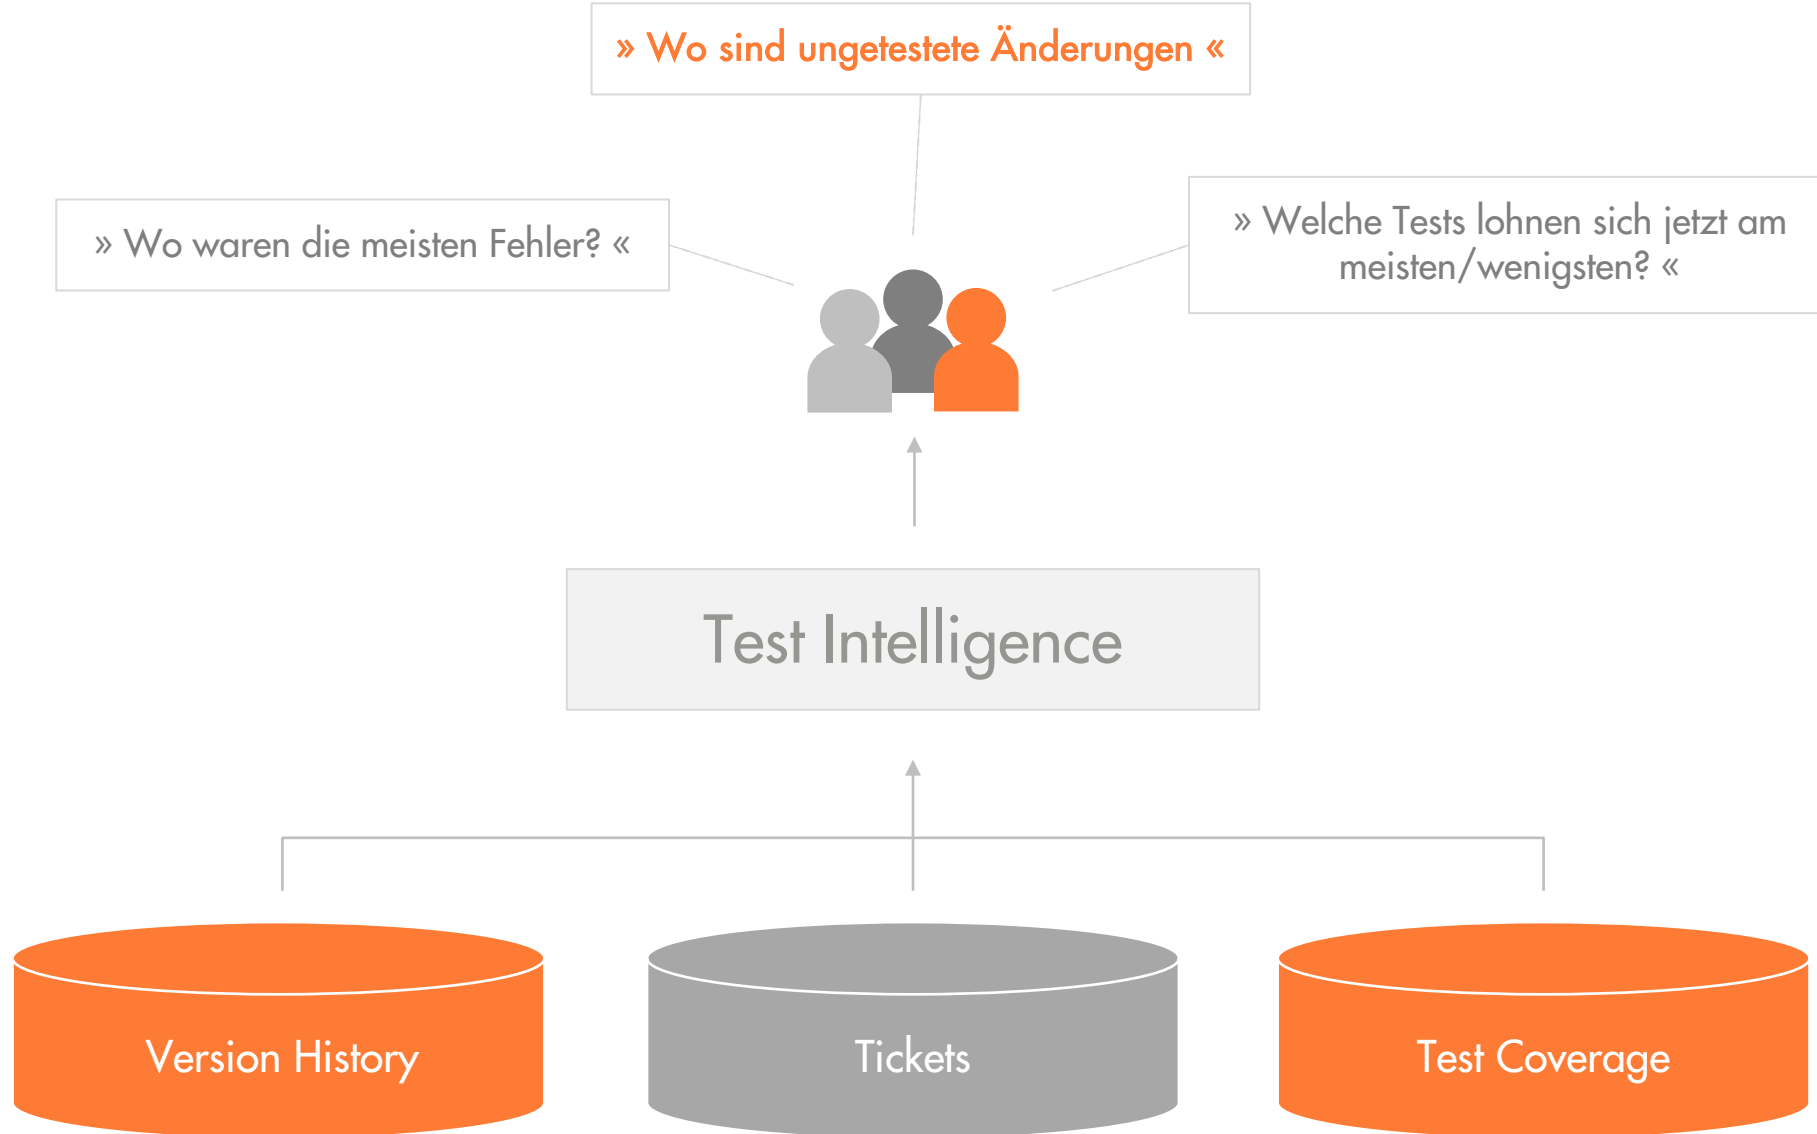 » Wo sind ungetestete Änderungen «
» Wo waren die meisten Fehler? «
» Welche Tests lohnen sich jetzt am
meisten/wenigsten? «
Test Intelligence
Version History
Tickets
Test Coverage